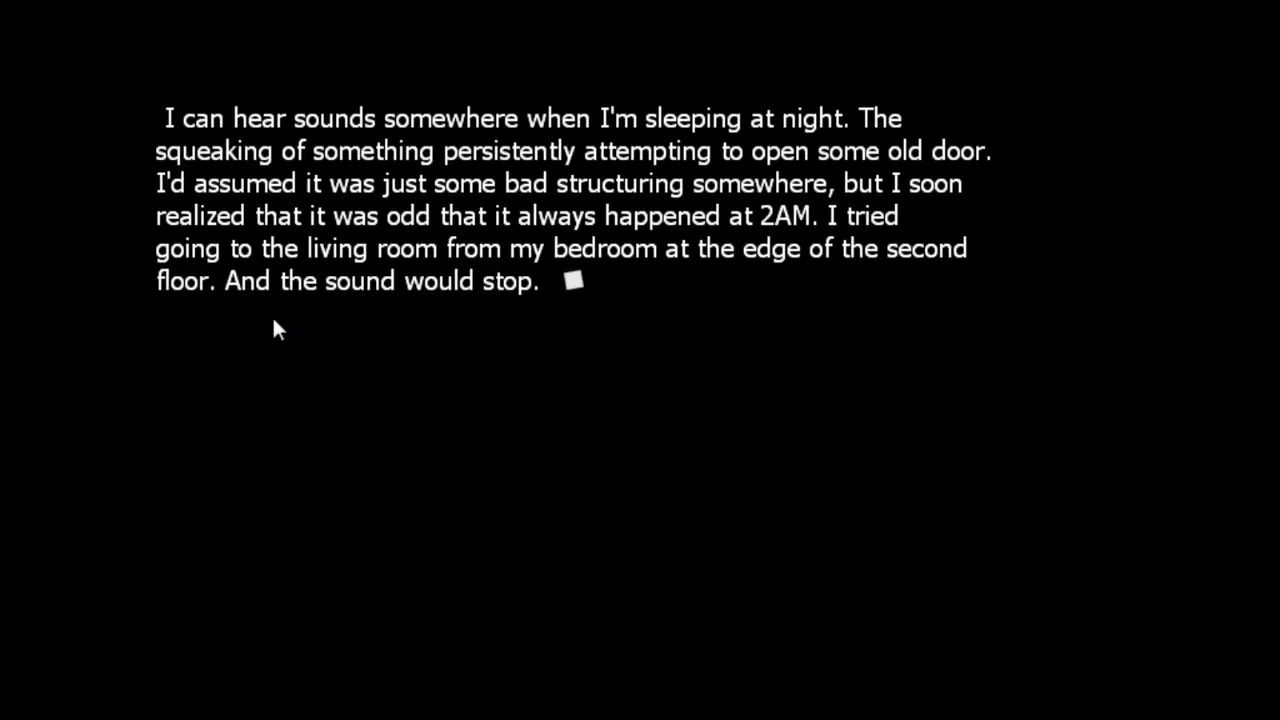 I can hear sounds somewhere when I'm sleeping at night. The
squeaking of something persistently attempting to open some old door.
I'd assumed it was just some bad structuring somewhere, but I soon
realized that it was odd that it always happened at 2AM. I tried
going to the living room from my bedroom at the edge of the second
floor. And the sound would stop.